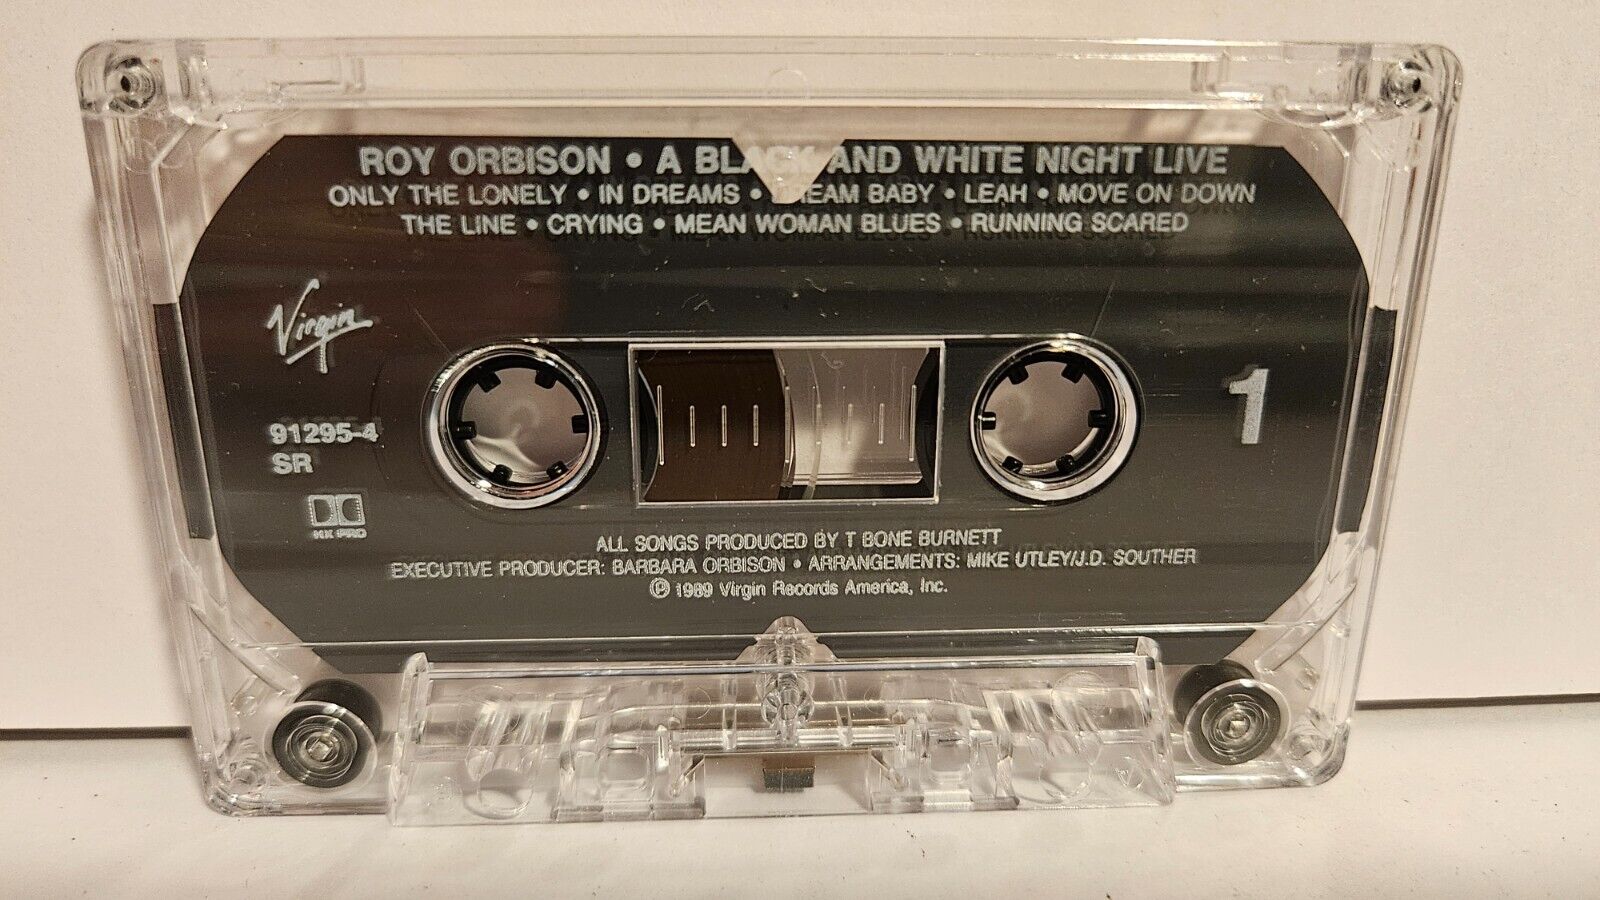 ROY ORBISON • A BLACK AND WHITE NIGHT LIVE
ONLY THE LONELY • IN DREAMS • DREAM BABY • LEAH • MOVE ON DOWN
THE LINE • CRYING • MEAN WOMAN BLUES • RUNNING SCARED
Virgin
1
91295-4
SR
HX PRO
ALL SONGS PRODUCED BY T BONE BURNETT
EXECUTIVE PRODUCER: BARBARA ORBISON • ARRANGEMENTS: MIKE UTLEY/J.D. SOUTHER
℗ 1989 Virgin Records America, Inc.